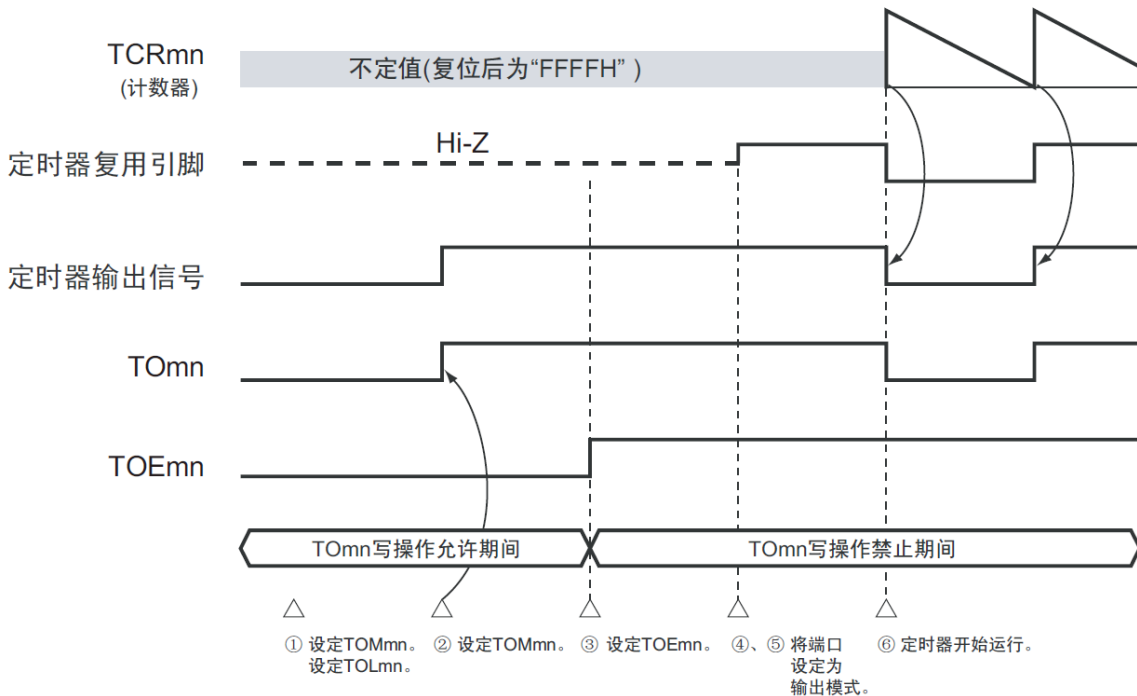 TCRmn
(计数器)
不定值(复位后为“FFFFH” )
定时器复用引脚
Hi-Z
定时器输出信号
TOmn
TOEmn
TOmn写操作允许期间
TOmn写操作禁止期间
① 设定TOMmn。
设定TOLmn。
② 设定TOMmn。
③ 设定TOEmn。
④、⑤ 将端口
设定为
输出模式。
⑥ 定时器开始运行。